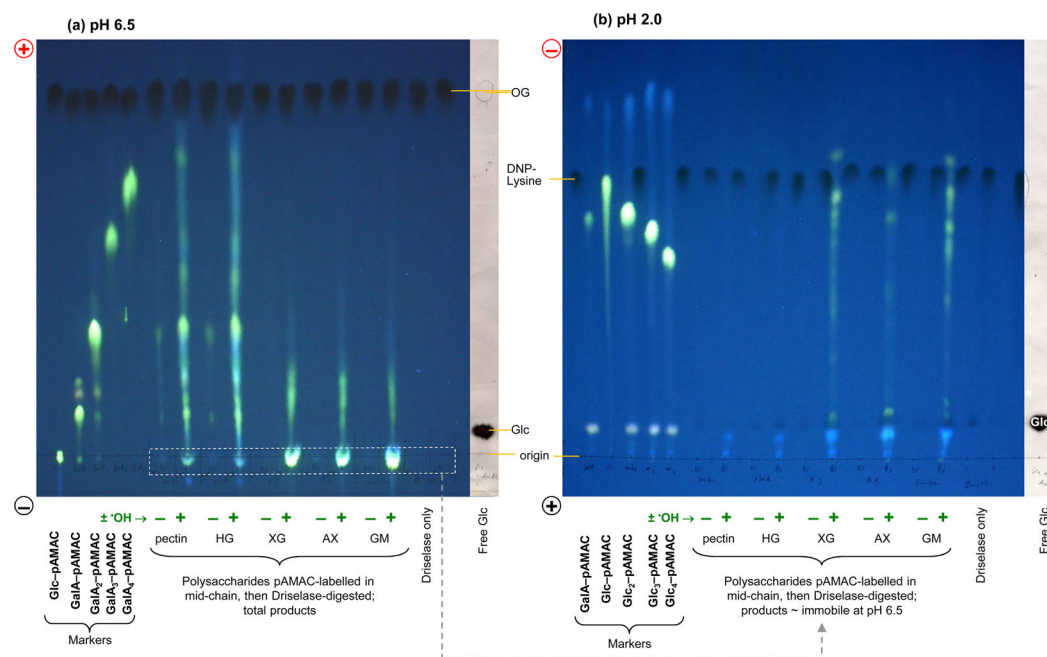 (a) pH 6.5
(b) pH 2.0
+
−
OG
DNP-
Lysine
Glc
Glc
origin
−
+
± •OH → − + − + − + − + − +
pectin HG XG AX GM
Glc–pAMAC
GalA–pAMAC
GalA2–pAMAC
GalA3–pAMAC
GalA4–pAMAC
Driselase only
Free Glc
Polysaccharides pAMAC-labelled in
mid-chain, then Driselase-digested;
total products
Markers
± •OH → − + − + − + − + − +
pectin HG XG AX GM
GalA–pAMAC
Glc–pAMAC
Glc2–pAMAC
Glc3–pAMAC
Glc4–pAMAC
Driselase only
Free Glc
Polysaccharides pAMAC-labelled in
mid-chain, then Driselase-digested;
products ~ immobile at pH 6.5
Markers